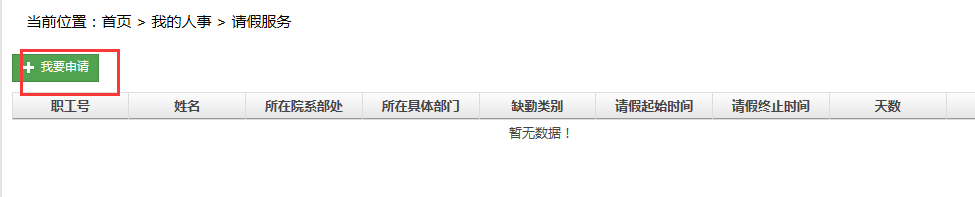 当前位置：首页 > 我的人事 > 请假服务
我要申请
职工号 姓名 所在院系部处 所在具体部门 缺勤类别 请假起始时间 请假终止时间 天数
暂无数据！